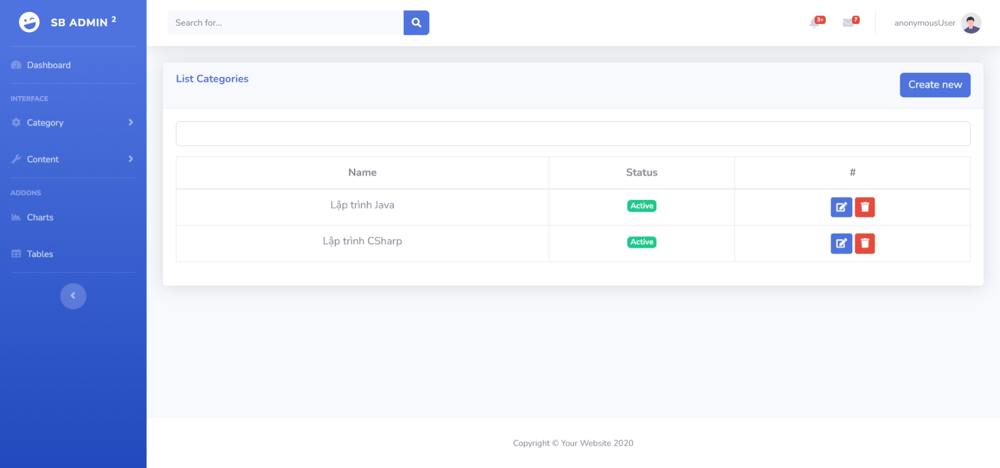 SB ADMIN 2
Search for...
3+
7
anonymousUser
Dashboard
INTERFACE
Category
Content
ADDONS
Charts
Tables
List Categories
Create new
Name Status #
Lập trình Java Active
Lập trình CSharp Active
Copyright © Your Website 2020